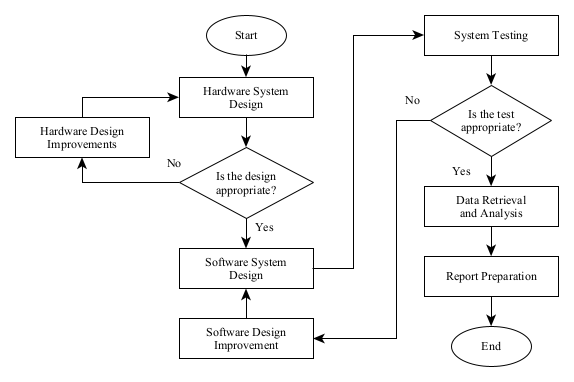 Start
Hardware System
Design
Hardware Design
Improvements
No
Is the design
appropriate?
Yes
Software System
Design
Software Design
Improvement
System Testing
No
Is the test
appropriate?
Yes
Data Retrieval
and Analysis
Report Preparation
End